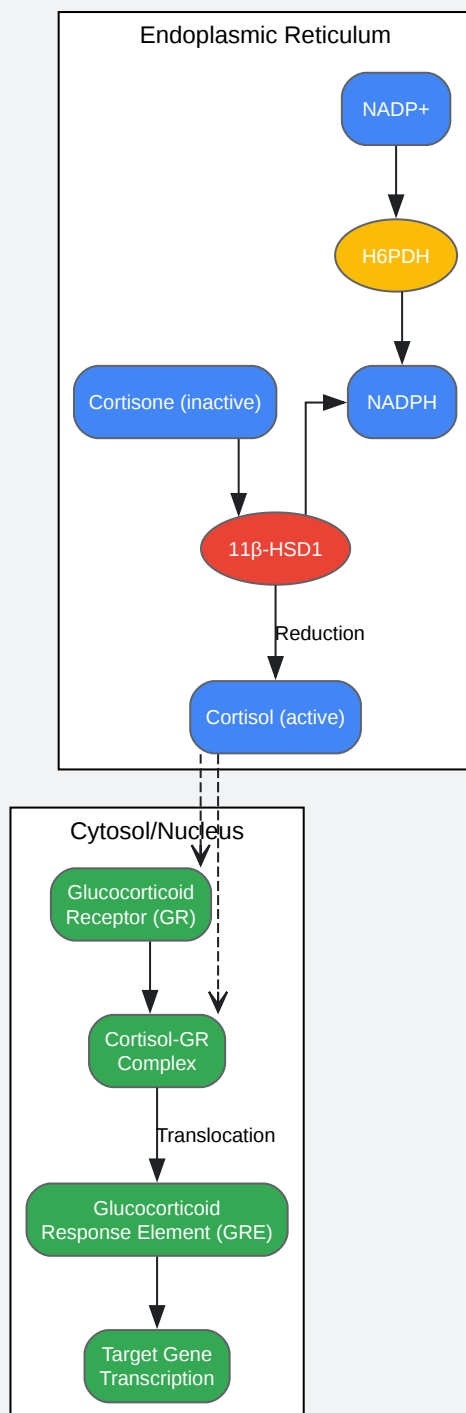 Endoplasmic Reticulum
NADP+
H6PDH
Cortisone (inactive)
NADPH
11β-HSD1
Reduction
Cortisol (active)
Cytosol/Nucleus
Glucocorticoid
Receptor (GR)
Cortisol-GR
Complex
Translocation
Glucocorticoid
Response Element (GRE)
Target Gene
Transcription